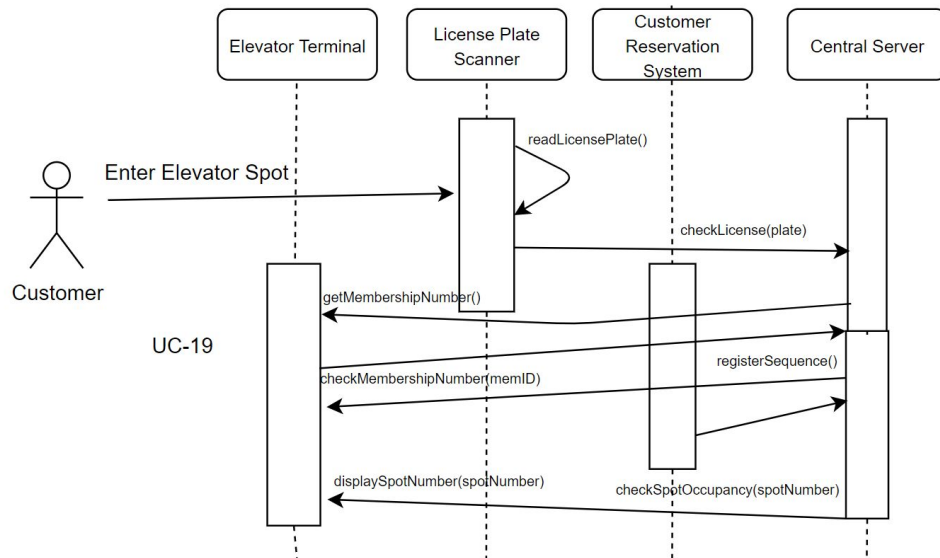 Elevator Terminal
License Plate
Scanner
Customer
Reservation
System
Central Server
readLicensePlate()
Enter Elevator Spot
checkLicense(plate)
Customer
getMembershipNumber()
UC-19
registerSequence()
checkMembershipNumber(memID)
displaySpotNumber(spotNumber)
checkSpotOccupancy(spotNumber)